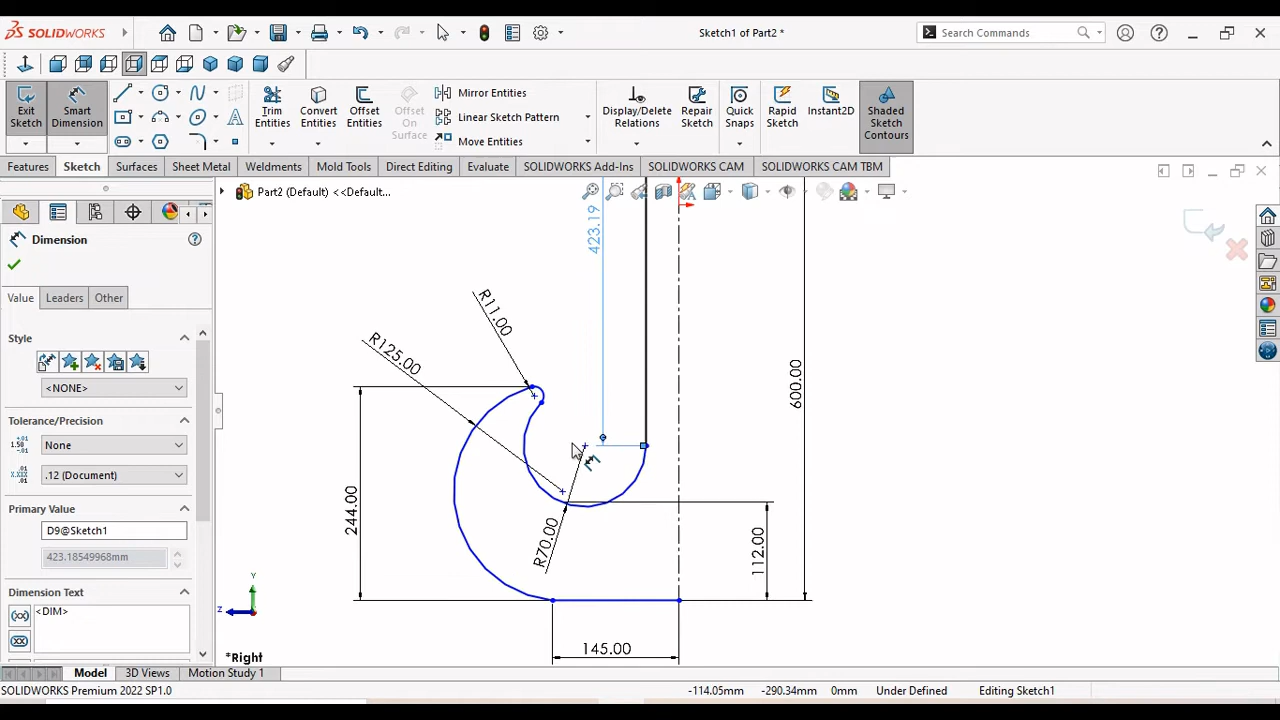 SOLIDWORKS
Sketch1 of Part2 *
Search Commands
Exit Sketch
Smart Dimension
Trim Entities
Convert Entities
Offset Entities
Offset On Surface
Mirror Entities
Linear Sketch Pattern
Move Entities
Display/Delete Relations
Repair Sketch
Quick Snaps
Rapid Sketch
Instant2D
Shaded Sketch Contours
Features
Sketch
Surfaces
Sheet Metal
Weldments
Mold Tools
Direct Editing
Evaluate
SOLIDWORKS Add-Ins
SOLIDWORKS CAM
SOLIDWORKS CAM TBM
Part2 (Default) <<Default...
Dimension
Value
Leaders
Other
Style
<NONE>
Tolerance/Precision
None
.12 (Document)
Primary Value
D9@Sketch1
423.18549968mm
Dimension Text
<DIM>
423.19
R11.00
R125.00
600.00
244.00
R70.00
112.00
145.00
Y
Z
*Right
Model
3D Views
Motion Study 1
SOLIDWORKS Premium 2022 SP1.0
-114.05mm
-290.34mm
0mm
Under Defined
Editing Sketch1